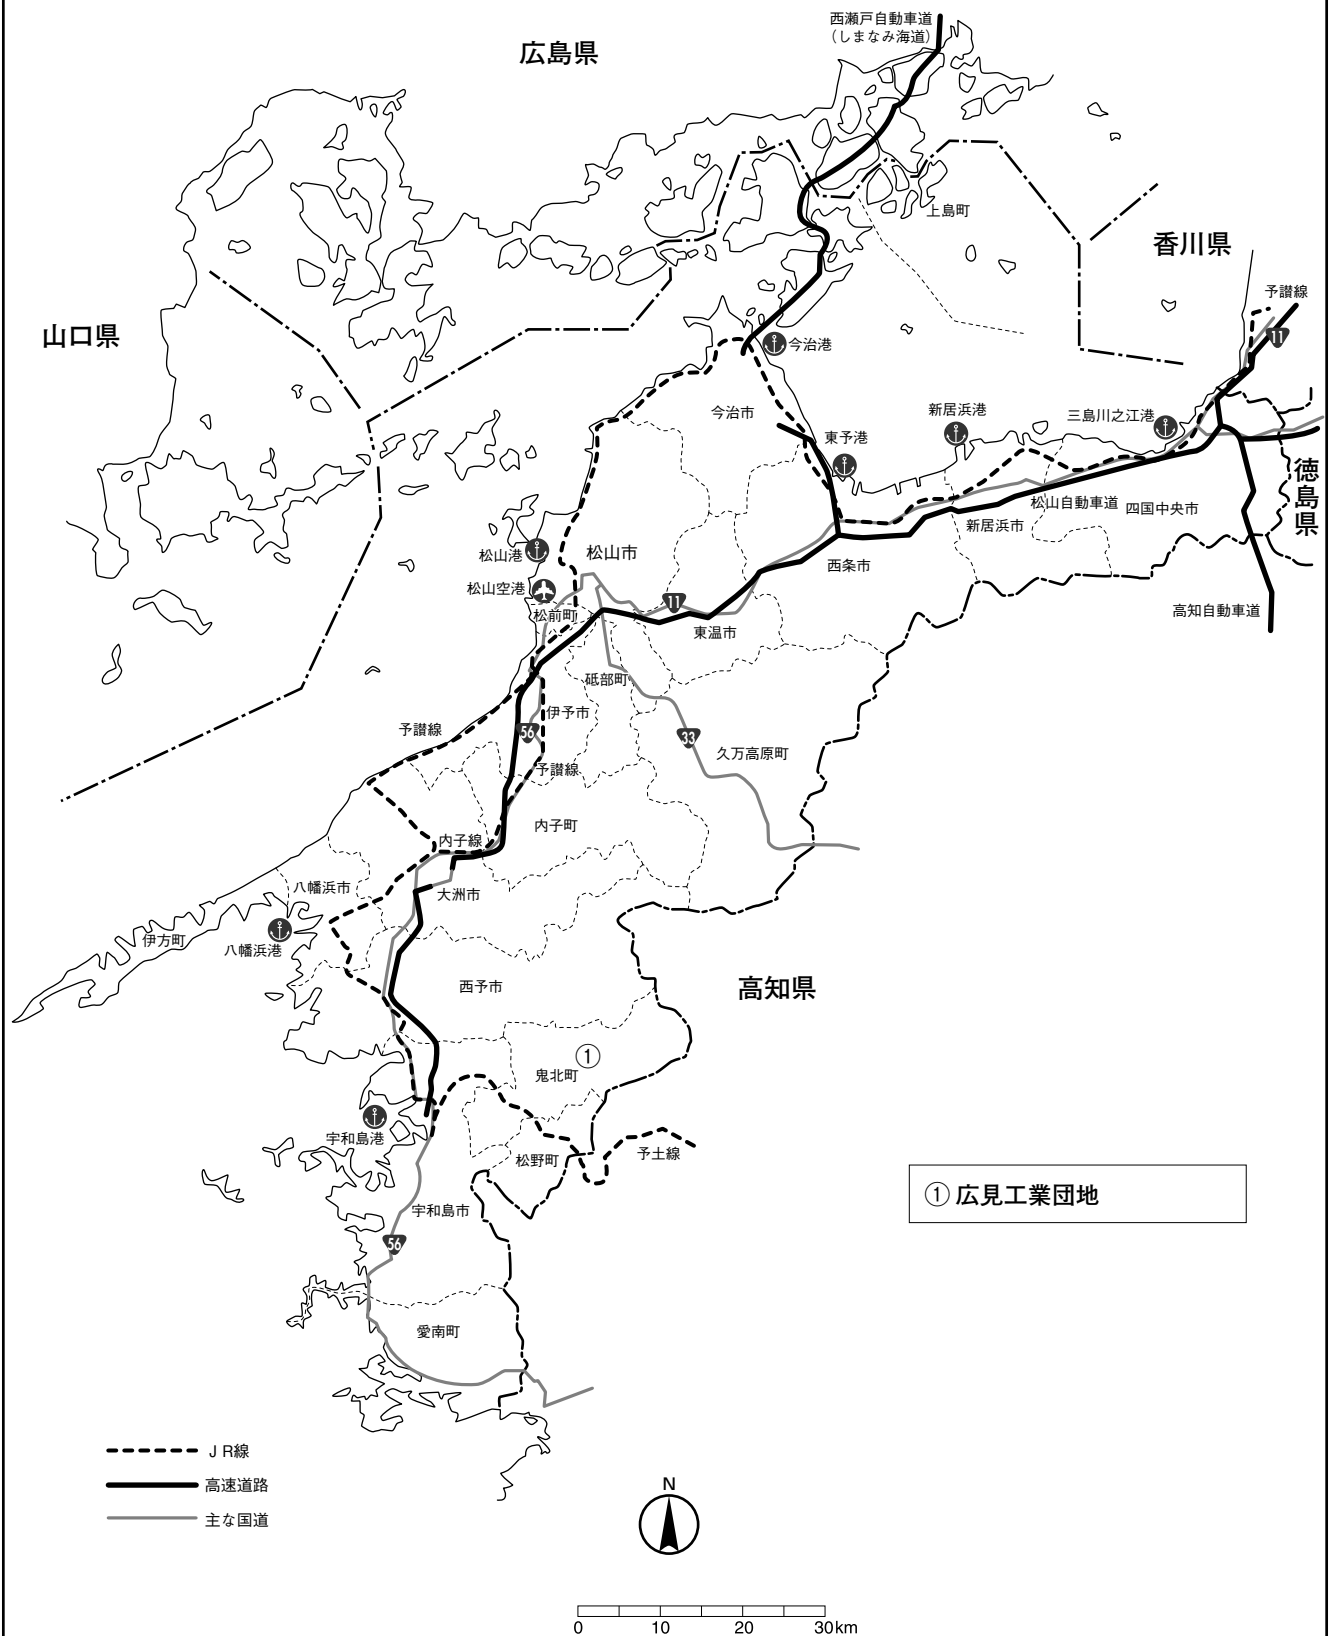 西瀬戸自動車道
(しまなみ海道)
広島県
上島町
香川県
予讃線
山口県
11
今治港
今治市
新居浜港
三島川之江港
東予港
徳島県
松山自動車道
四国中央市
新居浜市
松山港
松山市
西条市
松山空港
11
松前町
高知自動車道
東温市
砥部町
伊予市
予讃線
56
33
久万高原町
予讃線
内子町
内子線
八幡浜市
大洲市
伊方町
八幡浜港
西予市
高知県
①
鬼北町
宇和島港
予土線
松野町
① 広見工業団地
宇和島市
56
愛南町
ＪＲ線
高速道路
主な国道
N
0 10 20 30km